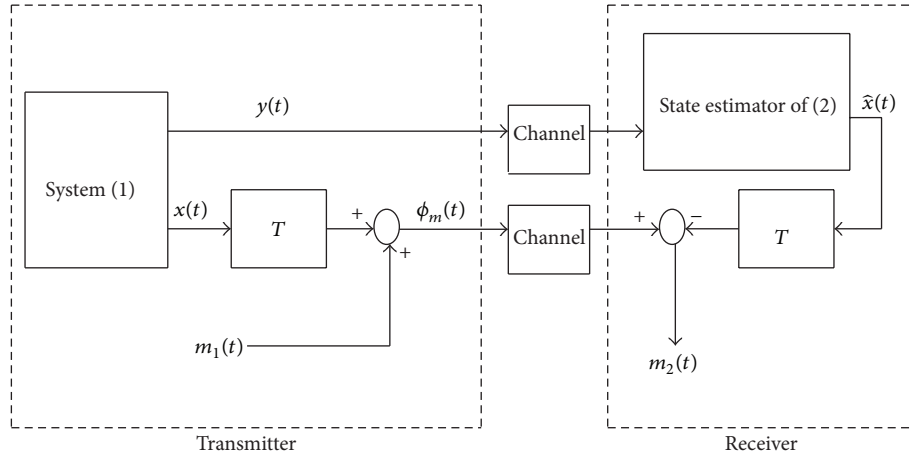 y(t)
Channel
State estimator of (2)
x̂(t)
System (1)
x(t)
T
+
+
ϕₘ(t)
Channel
+
−
T
m₁(t)
m₂(t)
Transmitter
Receiver